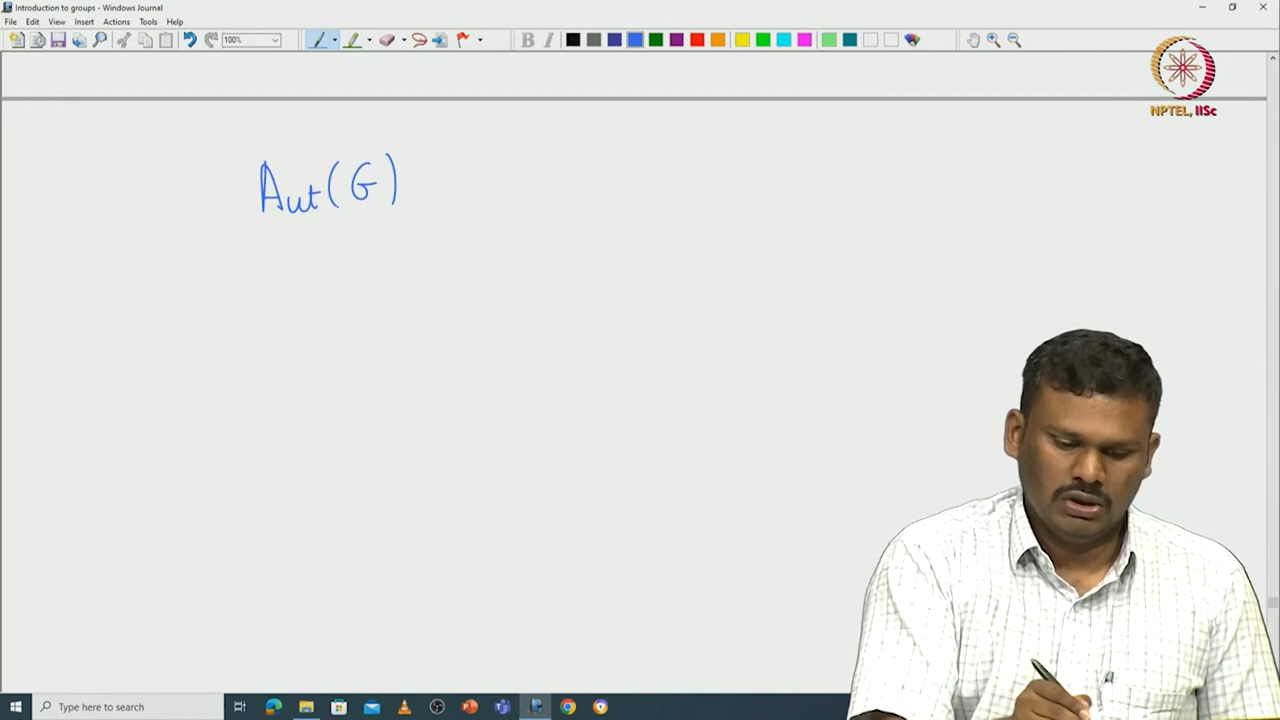 Introduction to groups - Windows Journal
File Edit View Insert Actions Tools Help
100%
B I
NPTEL, IISc
Aut(G)
Type here to search